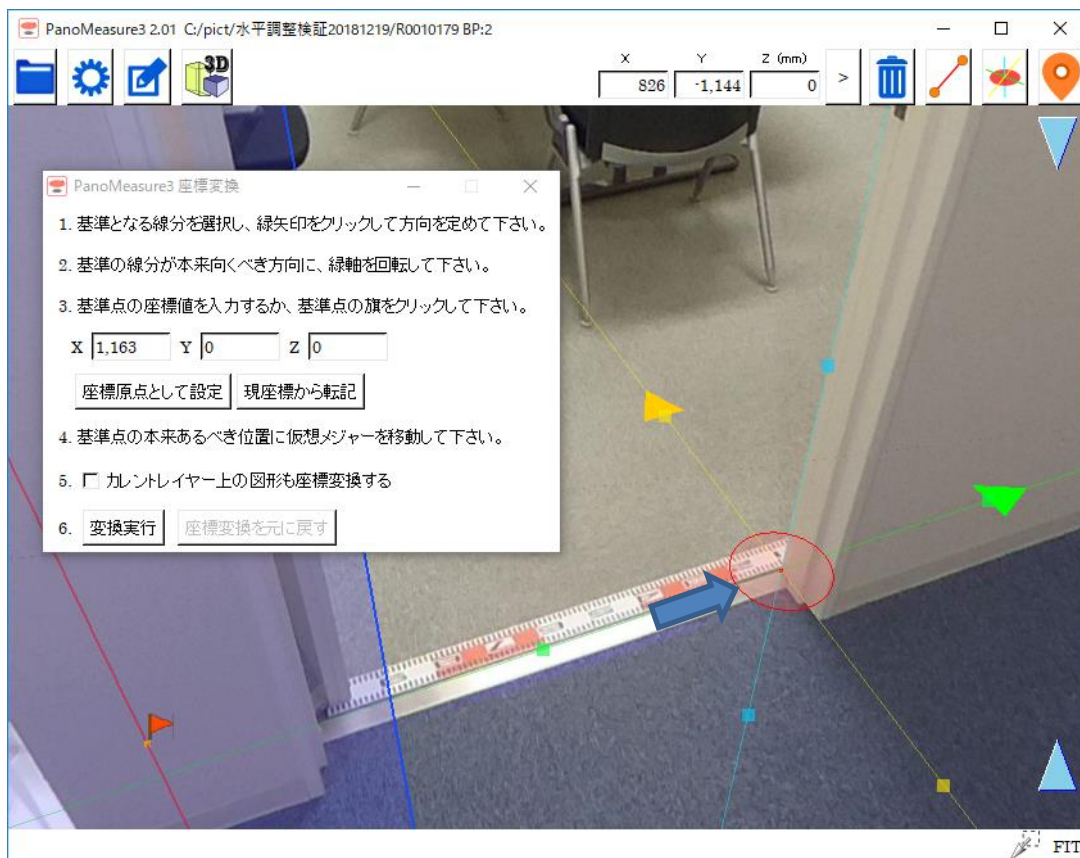 PanoMeasure3 2.01 C:/pict/水平調整検証20181219/R0010179 BP:2
3D
X Y Z (mm)
826 -1,144 0 >
PanoMeasure3 座標変換
1. 基準となる線分を選択し、緑矢印をクリックして方向を定めて下さい。
2. 基準の線分が本来向くべき方向に、緑軸を回転して下さい。
3. 基準点の座標値を入力するか、基準点の旗をクリックして下さい。
X 1,163 Y 0 Z 0
座標原点として設定 現座標から転記
4. 基準点の本来あるべき位置に仮想メジャーを移動して下さい。
5. カレントレイヤー上の図形も座標変換する
6. 変換実行 座標変換を元に戻す
FIT